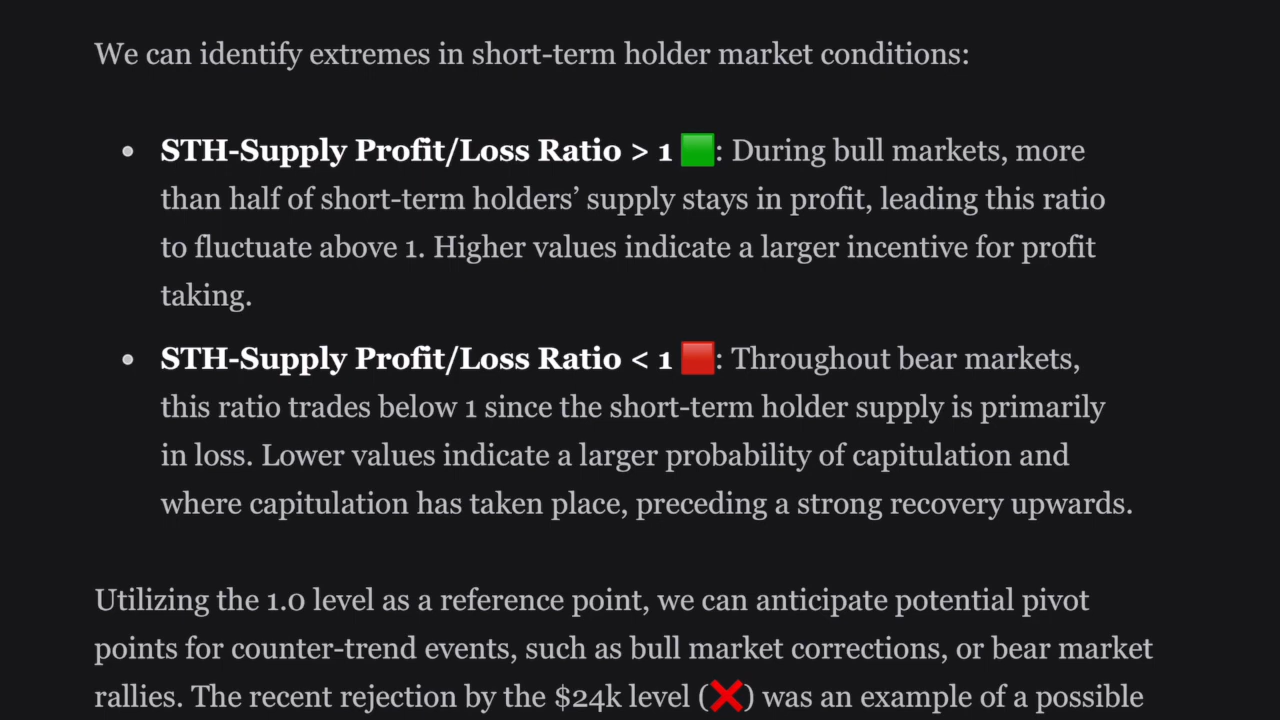 We can identify extremes in short-term holder market conditions:
• STH-Supply Profit/Loss Ratio > 1 🟩: During bull markets, more
than half of short-term holders’ supply stays in profit, leading this ratio
to fluctuate above 1. Higher values indicate a larger incentive for profit
taking.
• STH-Supply Profit/Loss Ratio < 1 🟥: Throughout bear markets,
this ratio trades below 1 since the short-term holder supply is primarily
in loss. Lower values indicate a larger probability of capitulation and
where capitulation has taken place, preceding a strong recovery upwards.
Utilizing the 1.0 level as a reference point, we can anticipate potential pivot
points for counter-trend events, such as bull market corrections, or bear market
rallies. The recent rejection by the $24k level (❌) was an example of a possible